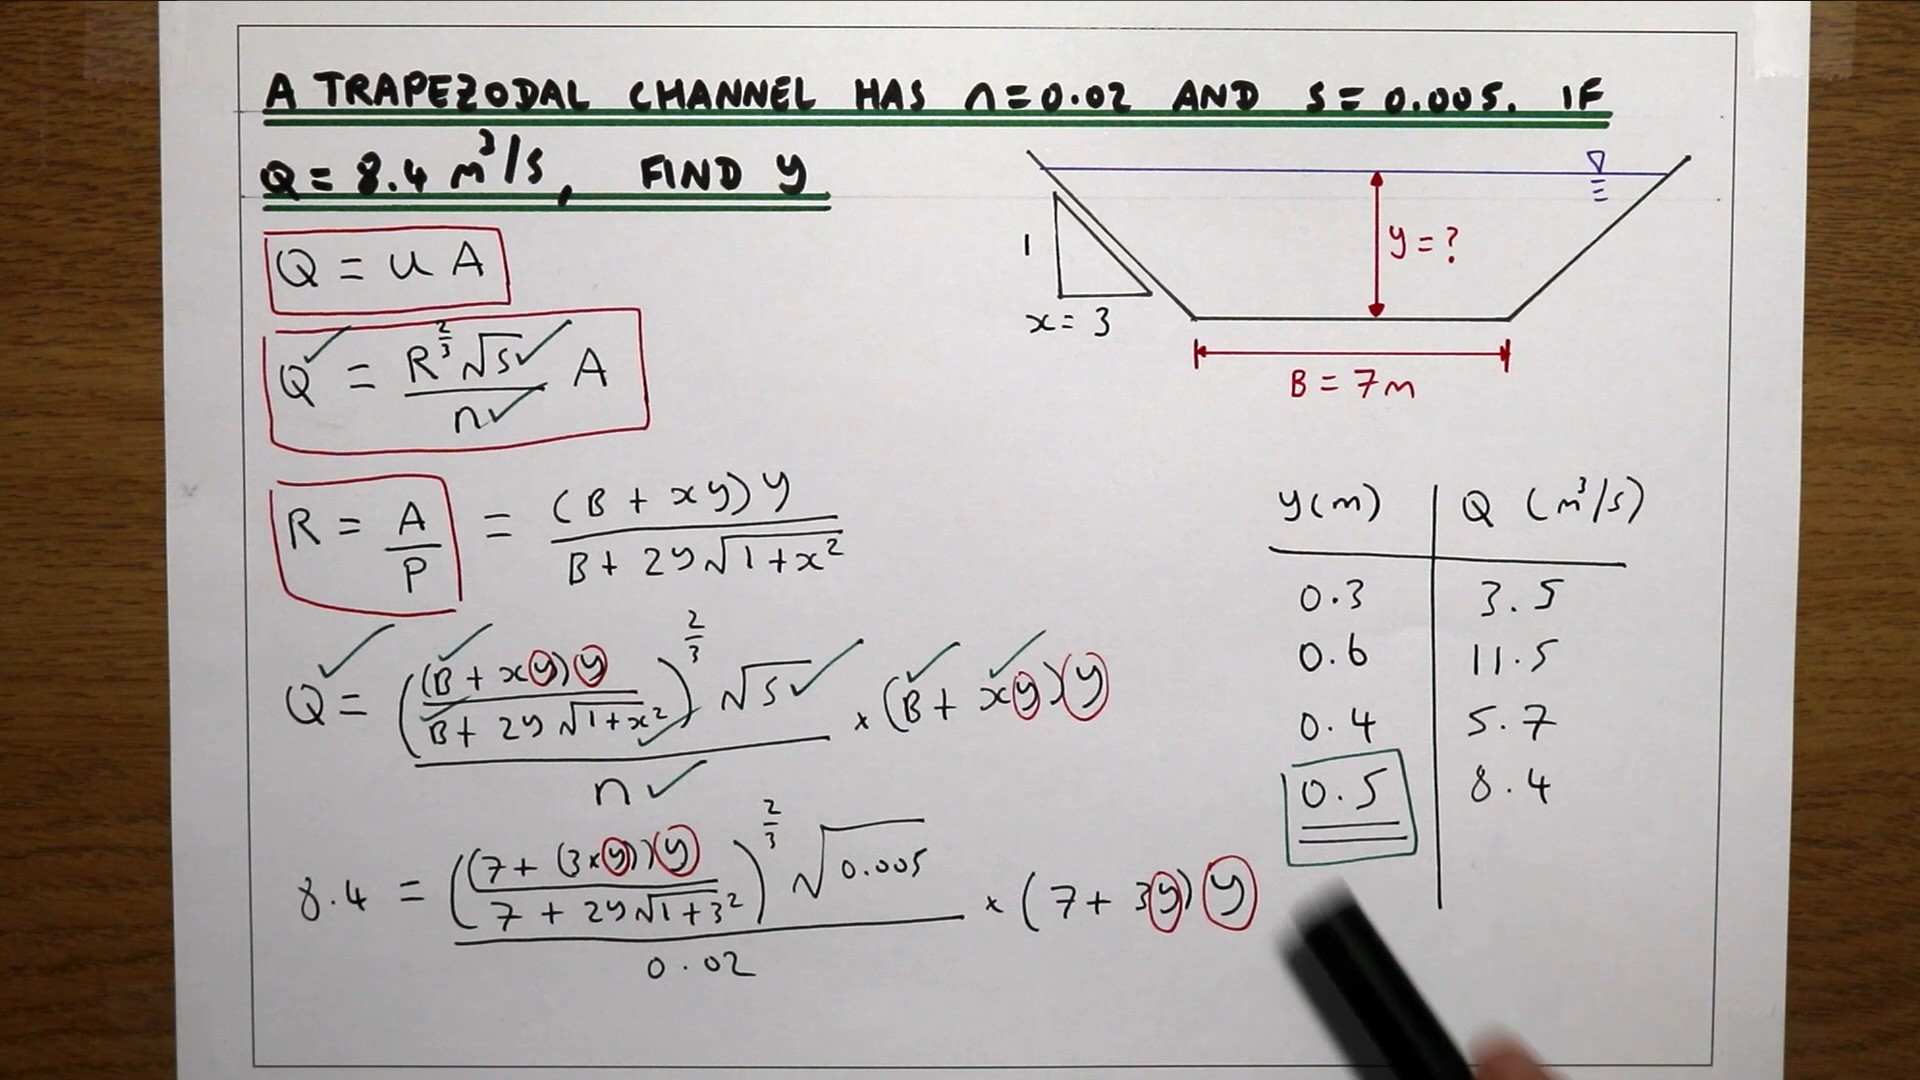 A TRAPEZODAL CHANNEL HAS n=0.02 AND S=0.005. IF
Q=8.4 m³/s, FIND y
Q = u A
Q = R^(2/3) √S / n A
R = A / P = (B + xy)y / B + 2y√1+x²
Q = ((B + xy)y / B + 2y√1+x²)^(2/3) √S / n × (B + xy)y
8.4 = ((7 + (3×y))y / 7 + 2y√1+3²)^(2/3) √0.005 / 0.02 × (7 + 3y)y
1
x = 3
y = ?
B = 7m
y(m) Q (m³/s)
0.3 3.5
0.6 11.5
0.4 5.7
0.5 8.4